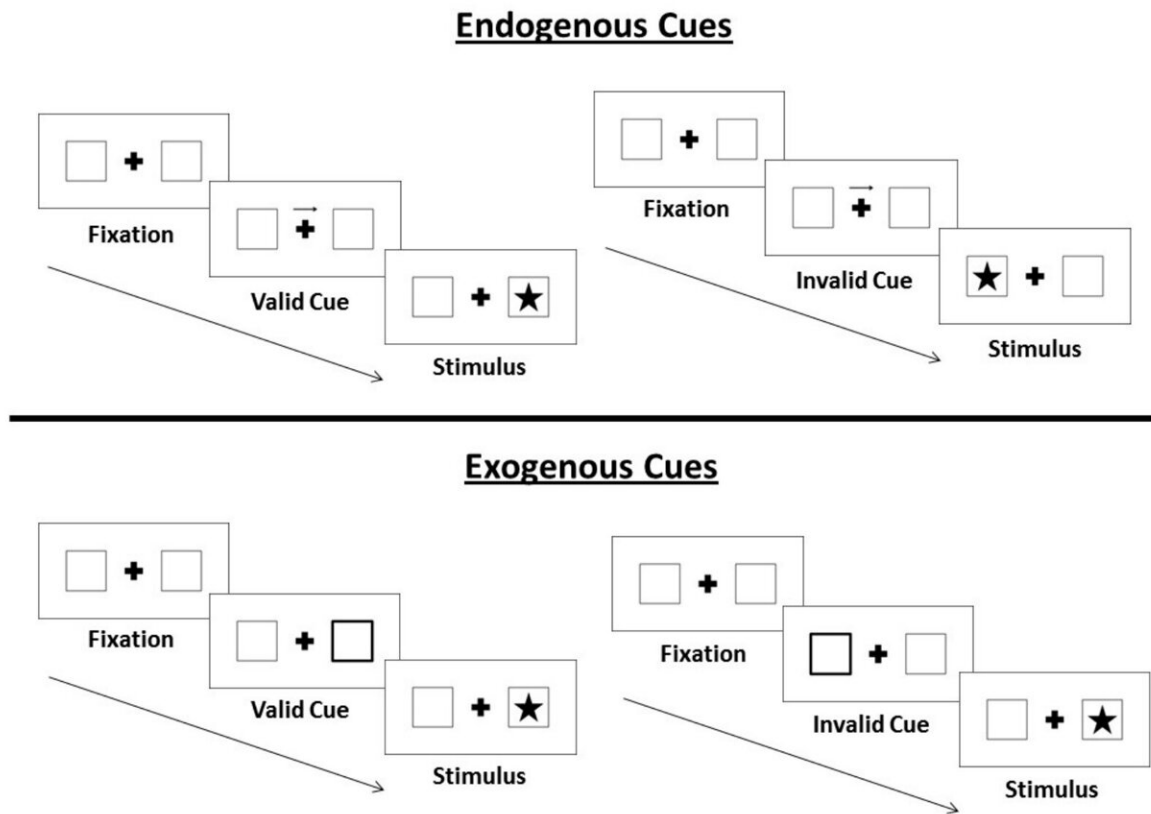 Endogenous Cues
Fixation
Valid Cue
Stimulus
Fixation
Invalid Cue
Stimulus
Exogenous Cues
Fixation
Valid Cue
Stimulus
Fixation
Invalid Cue
Stimulus